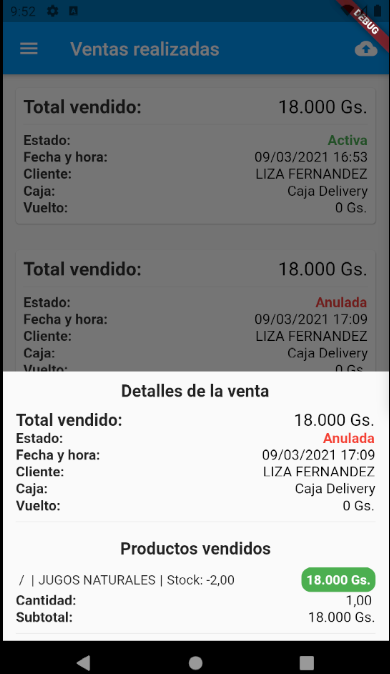 9:52
DEBUG
Ventas realizadas
Total vendido: 18.000 Gs.
Estado: Activa
Fecha y hora: 09/03/2021 16:53
Cliente: LIZA FERNANDEZ
Caja: Caja Delivery
Vuelto: 0 Gs.
Total vendido: 18.000 Gs.
Estado: Anulada
Fecha y hora: 09/03/2021 17:09
Cliente: LIZA FERNANDEZ
Caja: Caja Delivery
Vuelto: 0 Gs.
Detalles de la venta
Total vendido: 18.000 Gs.
Estado: Anulada
Fecha y hora: 09/03/2021 17:09
Cliente: LIZA FERNANDEZ
Caja: Caja Delivery
Vuelto: 0 Gs.
Productos vendidos
/ | JUGOS NATURALES | Stock: -2,00 18.000 Gs.
Cantidad: 1,00
Subtotal: 18.000 Gs.